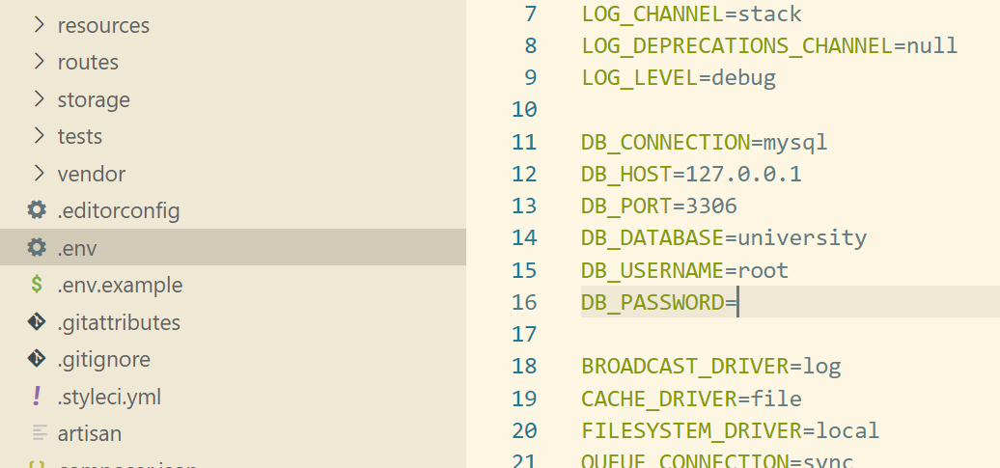 resources
routes
storage
tests
vendor
.editorconfig
.env
.env.example
.gitattributes
.gitignore
.styleci.yml
artisan
composer.json
7 LOG_CHANNEL=stack
8 LOG_DEPRECATIONS_CHANNEL=null
9 LOG_LEVEL=debug
10
11 DB_CONNECTION=mysql
12 DB_HOST=127.0.0.1
13 DB_PORT=3306
14 DB_DATABASE=university
15 DB_USERNAME=root
16 DB_PASSWORD=
17
18 BROADCAST_DRIVER=log
19 CACHE_DRIVER=file
20 FILESYSTEM_DRIVER=local
21 QUEUE_CONNECTION=sync